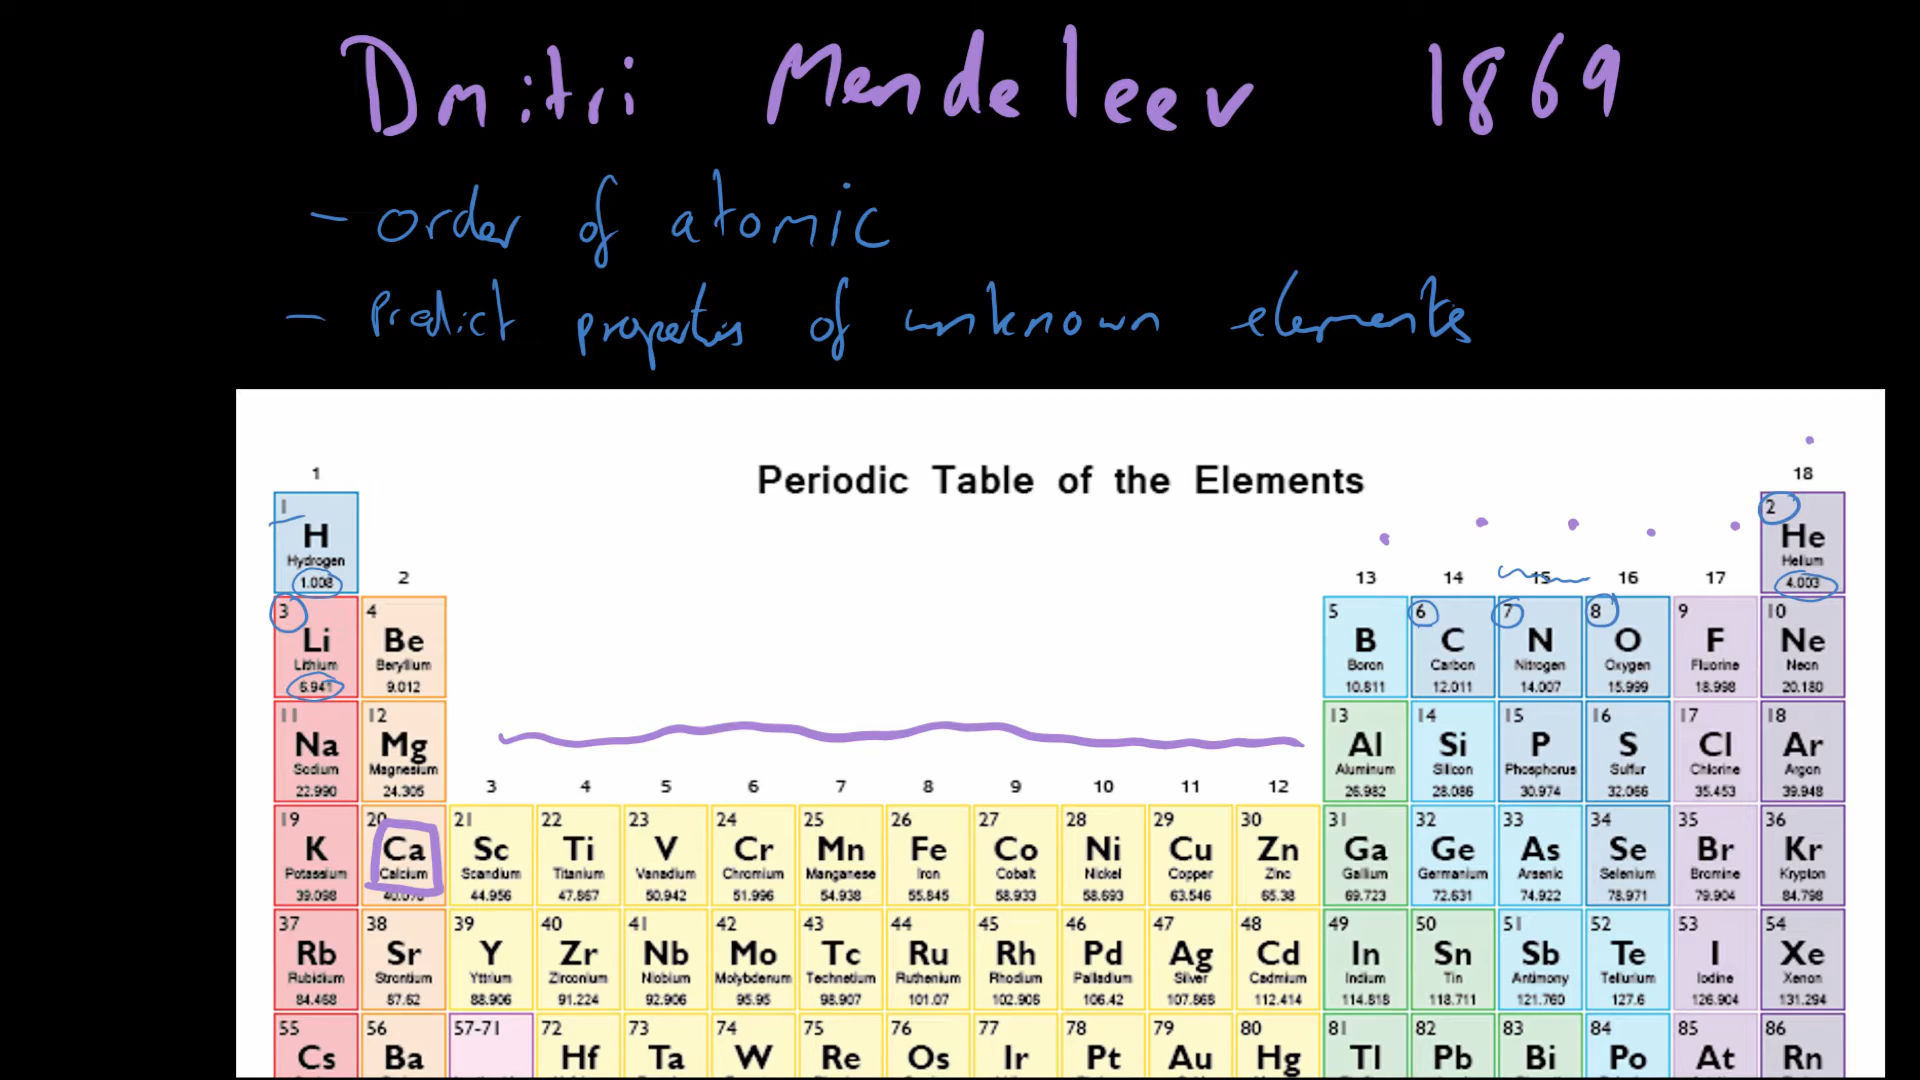 Dmitri Mendeleev 1869
- order of atomic
- Predict properties of unknown elements
Periodic Table of the Elements
1 18
1 2
H He
Hydrogen Helium
1.008 2 13 14 15 16 17 4.003
3 4 5 6 7 8 9 10
Li Be B C N O F Ne
Lithium Beryllium Boron Carbon Nitrogen Oxygen Fluorine Neon
6.941 9.012 10.811 12.011 14.007 15.999 18.998 20.180
11 12 13 14 15 16 17 18
Na Mg Al Si P S Cl Ar
Sodium Magnesium Aluminum Silicon Phosphorus Sulfur Chlorine Argon
22.990 24.305 3 4 5 6 7 8 9 10 11 12 26.982 28.086 30.974 32.066 35.453 39.948
19 20 21 22 23 24 25 26 27 28 29 30 31 32 33 34 35 36
K Ca Sc Ti V Cr Mn Fe Co Ni Cu Zn Ga Ge As Se Br Kr
Potassium Calcium Scandium Titanium Vanadium Chromium Manganese Iron Cobalt Nickel Copper Zinc Gallium Germanium Arsenic Selenium Bromine Krypton
39.098 40.078 44.956 47.867 50.942 51.996 54.938 55.845 58.933 58.693 63.546 65.38 69.723 72.631 74.922 78.971 79.904 84.798
37 38 39 40 41 42 43 44 45 46 47 48 49 50 51 52 53 54
Rb Sr Y Zr Nb Mo Tc Ru Rh Pd Ag Cd In Sn Sb Te I Xe
Rubidium Strontium Yttrium Zirconium Niobium Molybdenum Technetium Ruthenium Rhodium Palladium Silver Cadmium Indium Tin Antimony Tellurium Iodine Xenon
84.468 87.62 88.906 91.224 92.906 95.95 98.907 101.07 102.906 106.42 107.868 112.414 114.818 118.711 121.760 127.6 126.904 131.294
55 56 57-71 72 73 74 75 76 77 78 79 80 81 82 83 84 85 86
Cs Ba Hf Ta W Re Os Ir Pt Au Hg Tl Pb Bi Po At Rn